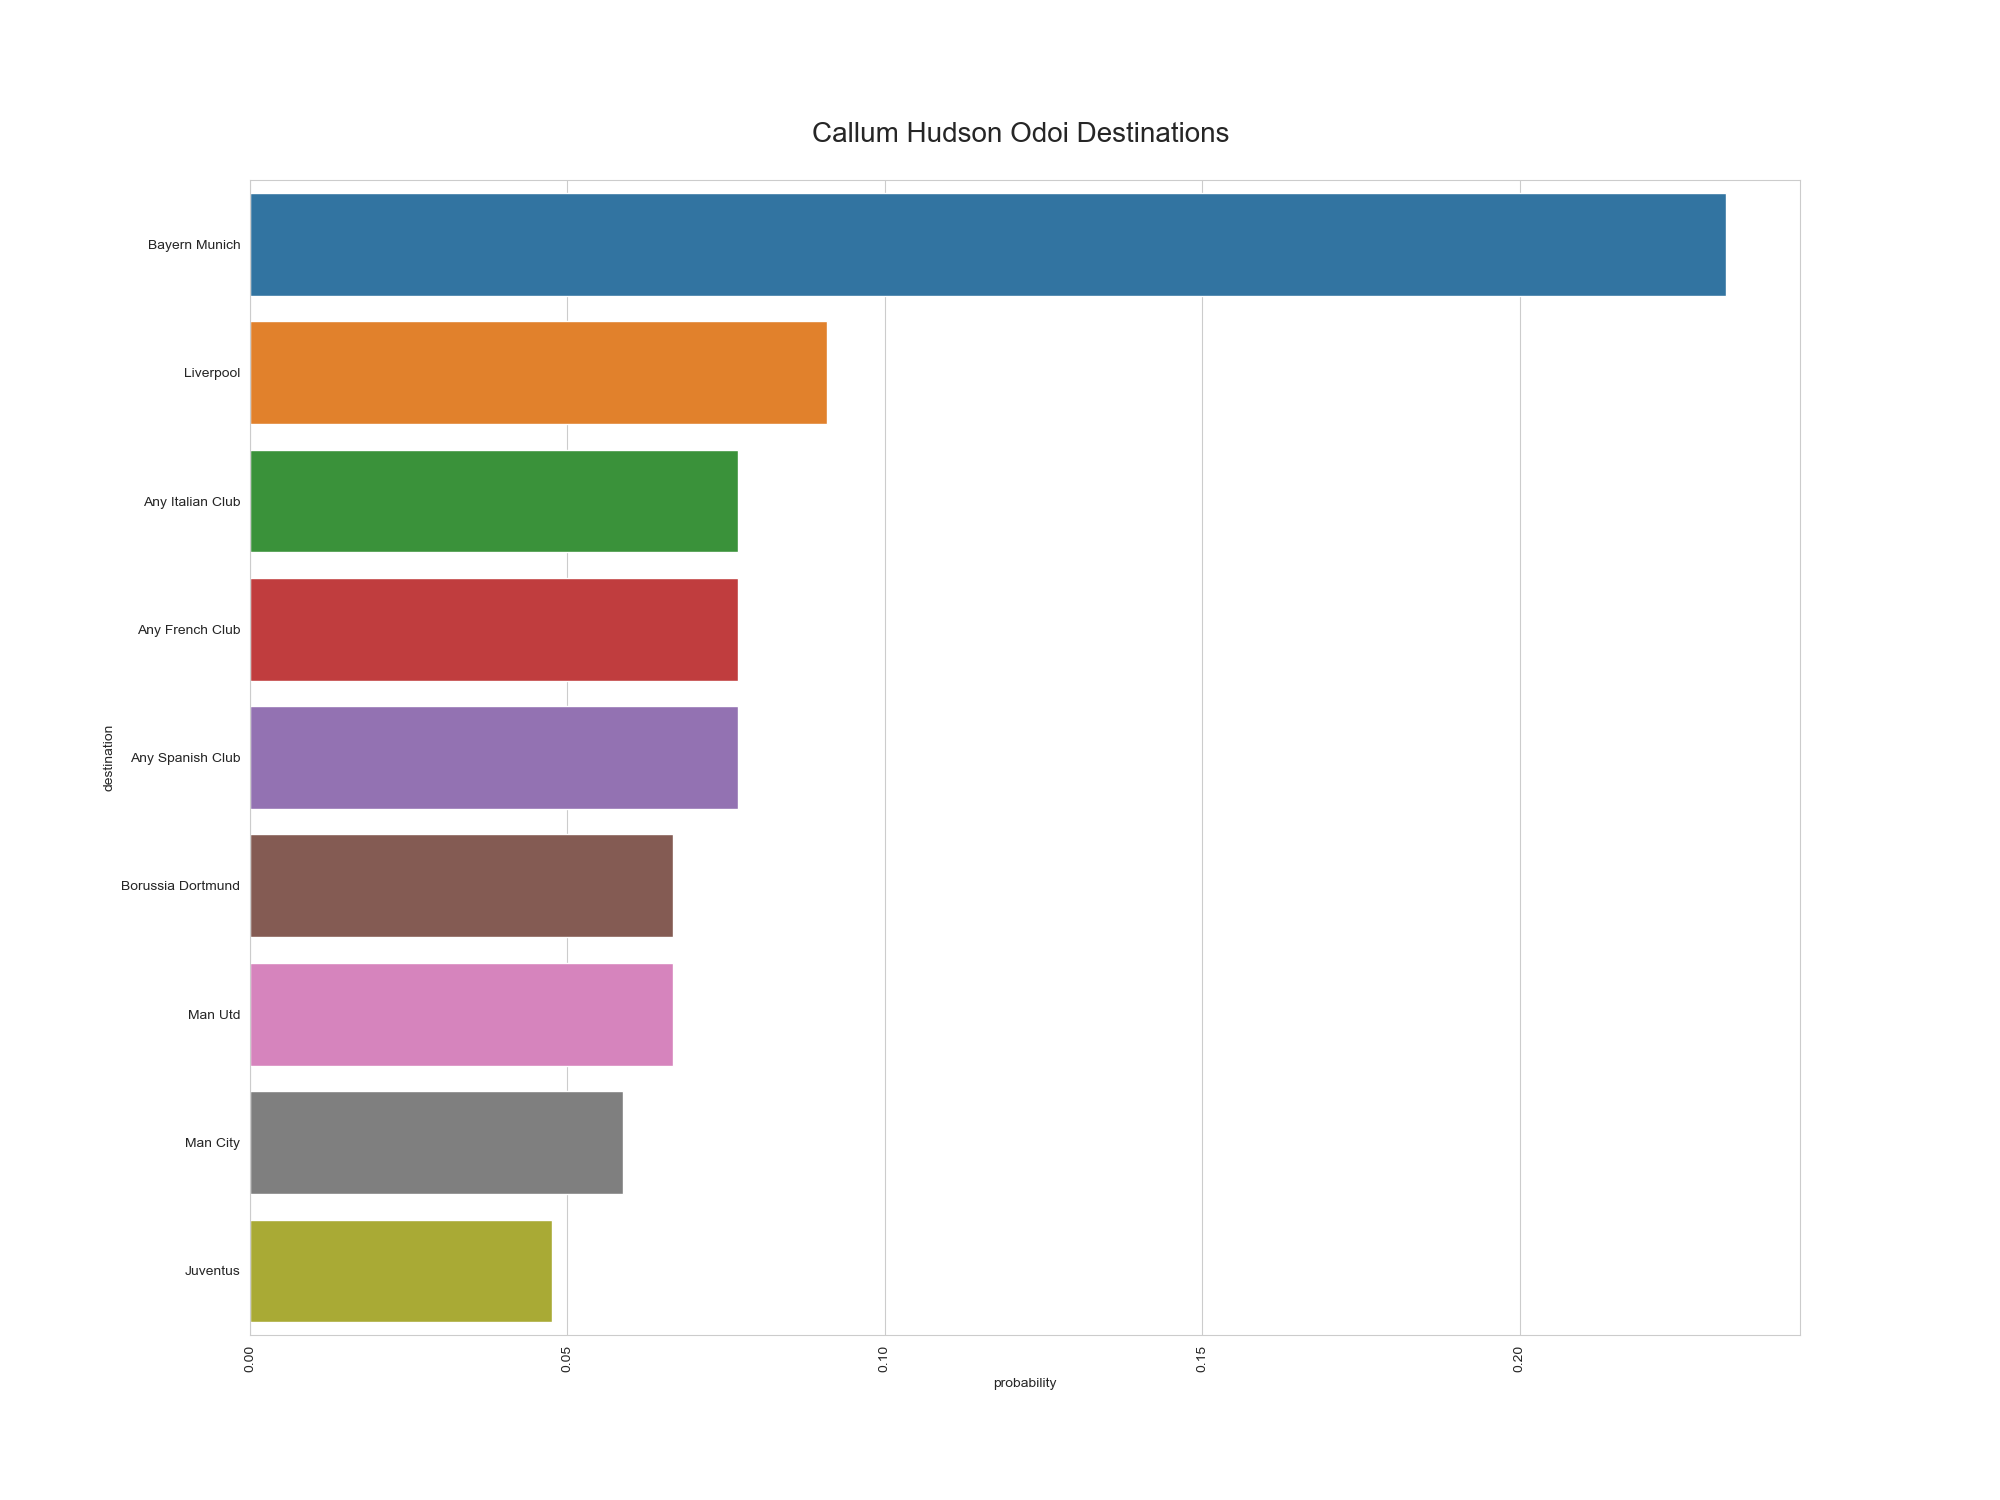 Callum Hudson Odoi Destinations
Bayern Munich
Liverpool
Any Italian Club
Any French Club
Any Spanish Club
Borussia Dortmund
Man Utd
Man City
Juventus
destination
0.00
0.05
0.10
0.15
0.20
probability